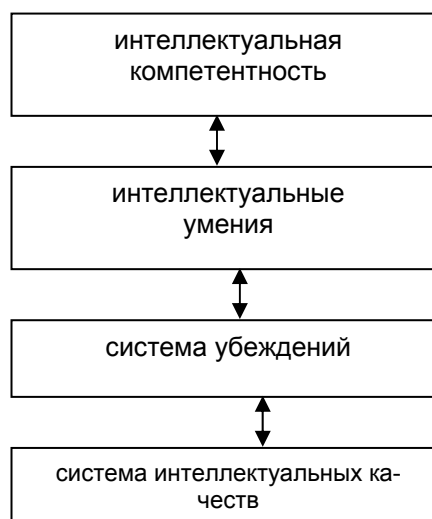 интеллектуальная
компетентность
интеллектуальные
умения
система убеждений
система интеллектуальных ка-
честв